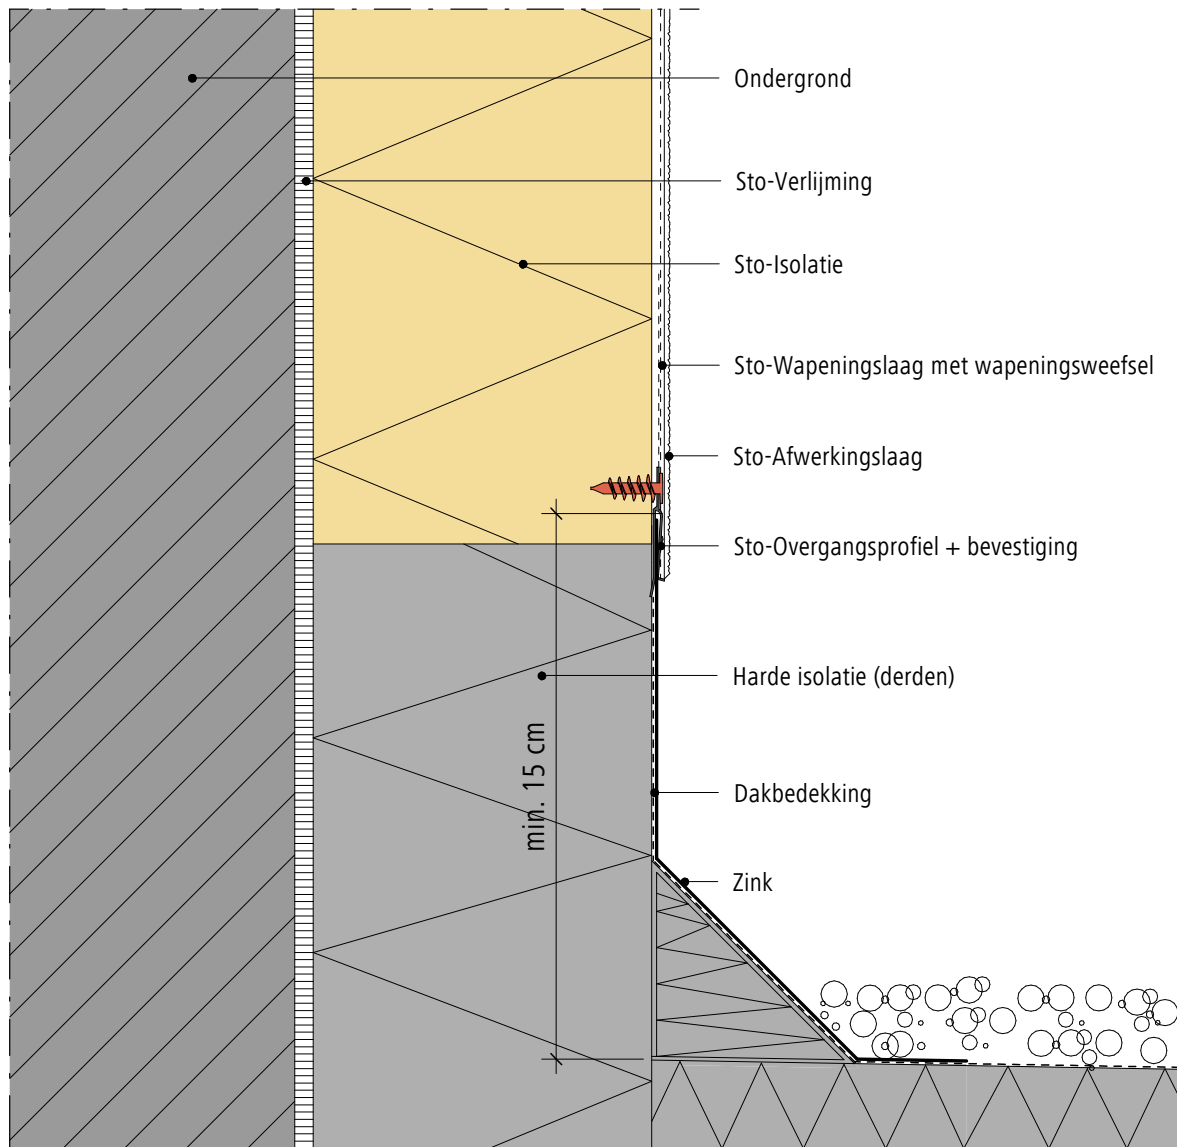 Ondergrond
Sto-Verlijming
Sto-Isolatie
Sto-Wapeningslaag met wapeningsweefsel
Sto-Afwerkingslaag
Sto-Overgangsprofiel + bevestiging
Harde isolatie (derden)
min. 15 cm
Dakbedekking
Zink